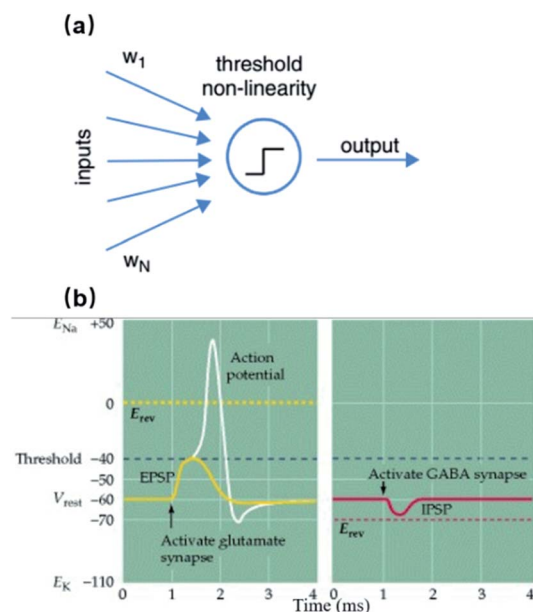 (a)
w1
threshold
non-linearity
inputs
output
wN
(b)
ENa +50
Action
potential
0
Erev
Threshold −40
EPSP
Activate GABA synapse
−50
Vrest −60
IPSP
−70
Erev
Activate glutamate
synapse
EK −110
0 1 2 3 4 0 1 2 3 4
Time (ms)